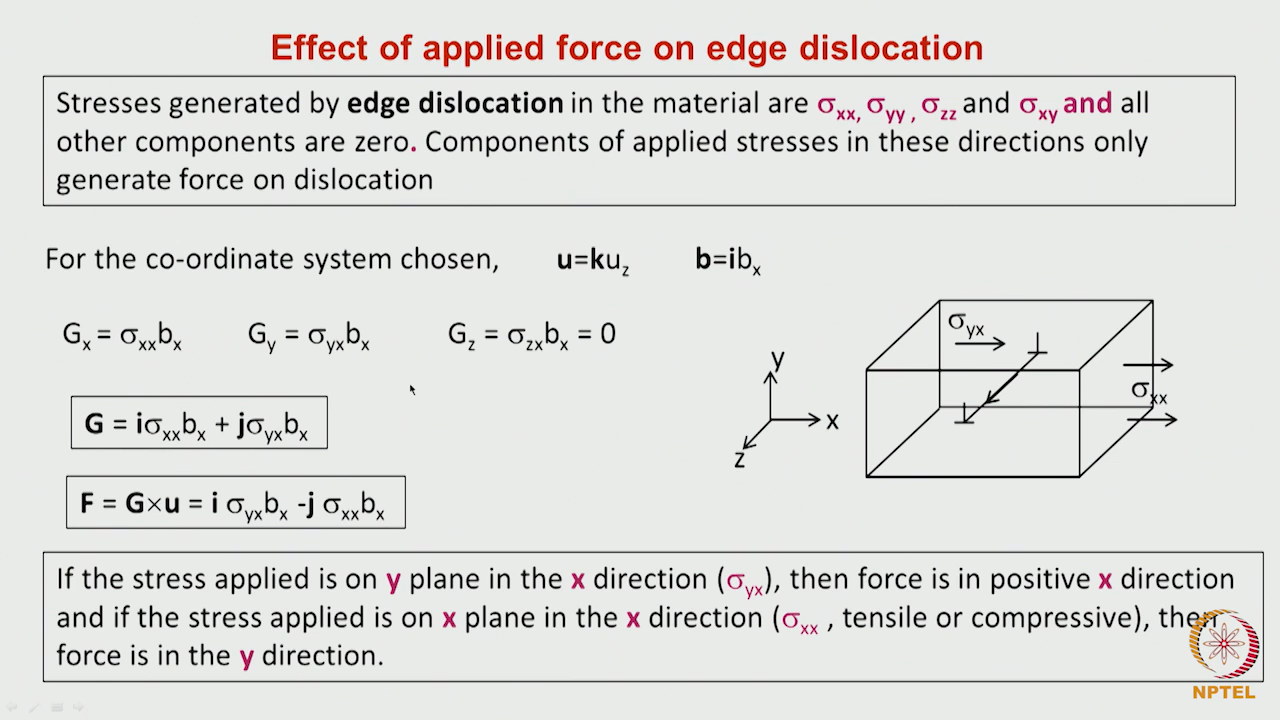 Effect of applied force on edge dislocation
Stresses generated by edge dislocation in the material are σxx, σyy , σzz and σxy and all
other components are zero. Components of applied stresses in these directions only
generate force on dislocation
For the co-ordinate system chosen, u=kuz b=ibx
Gx = σxxbx Gy = σyxbx Gz = σzxbx = 0
G = iσxxbx + jσyxbx
F = G×u = i σyxbx -j σxxbx
y
x
z
σyx
σxx
If the stress applied is on y plane in the x direction (σyx), then force is in positive x direction
and if the stress applied is on x plane in the x direction (σxx , tensile or compressive), then
force is in the y direction.
NPTEL